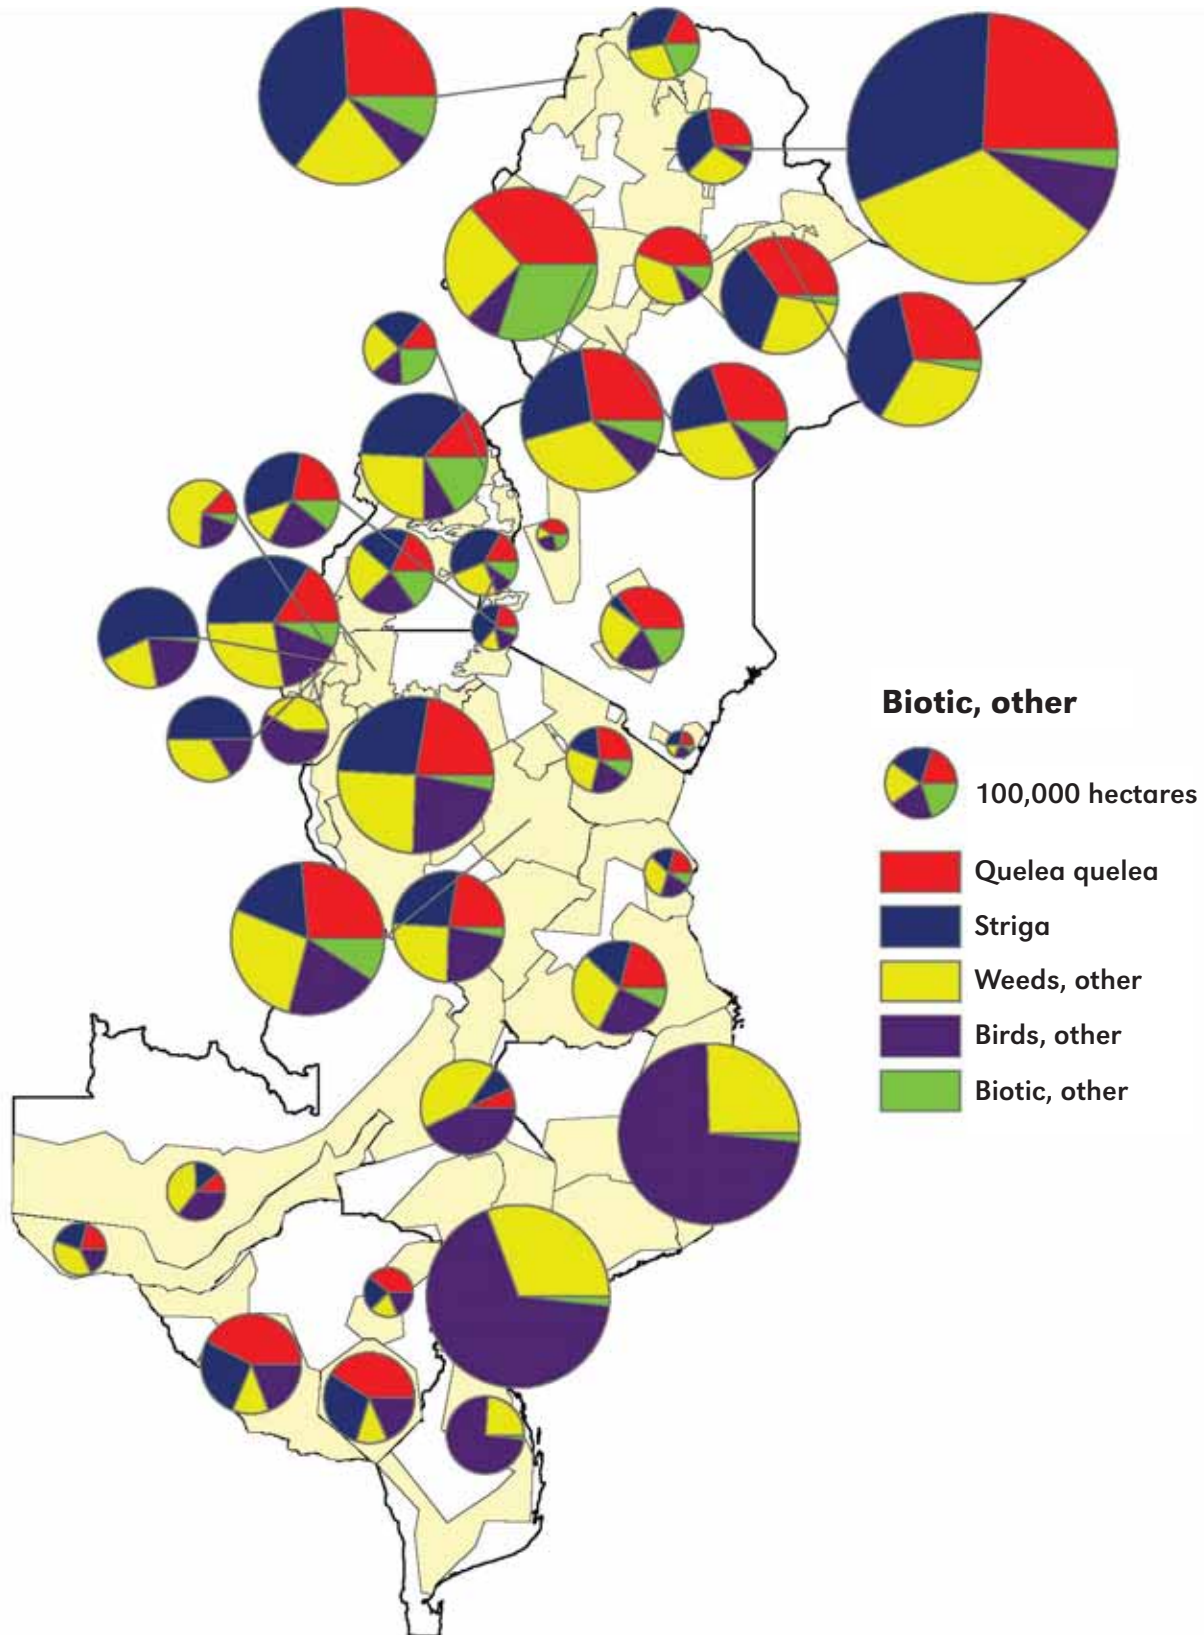 Biotic, other
100,000 hectares
Quelea quelea
Striga
Weeds, other
Birds, other
Biotic, other